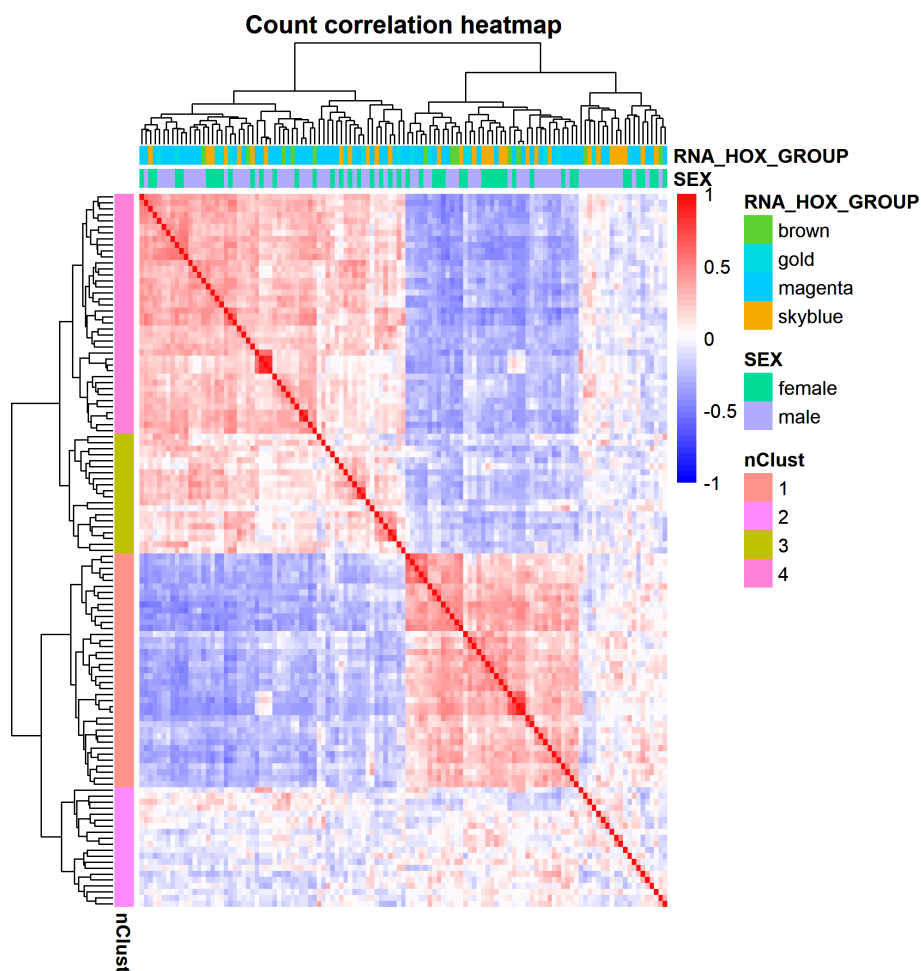 Count correlation heatmap
RNA_HOX_GROUP
SEX
1
0.5
0
-0.5
-1
RNA_HOX_GROUP
brown
gold
magenta
skyblue
SEX
female
male
nClust
1
2
3
4
nClust